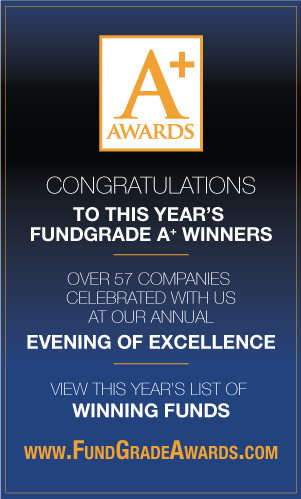 A+
AWARDS
CONGRATULATIONS
TO THIS YEAR'S
FUNDGRADE A+ WINNERS
OVER 57 COMPANIES
CELEBRATED WITH US
AT OUR ANNUAL
EVENING OF EXCELLENCE
VIEW THIS YEAR'S LIST OF
WINNING FUNDS
WWW.FUNDGRADEAWARDS.COM